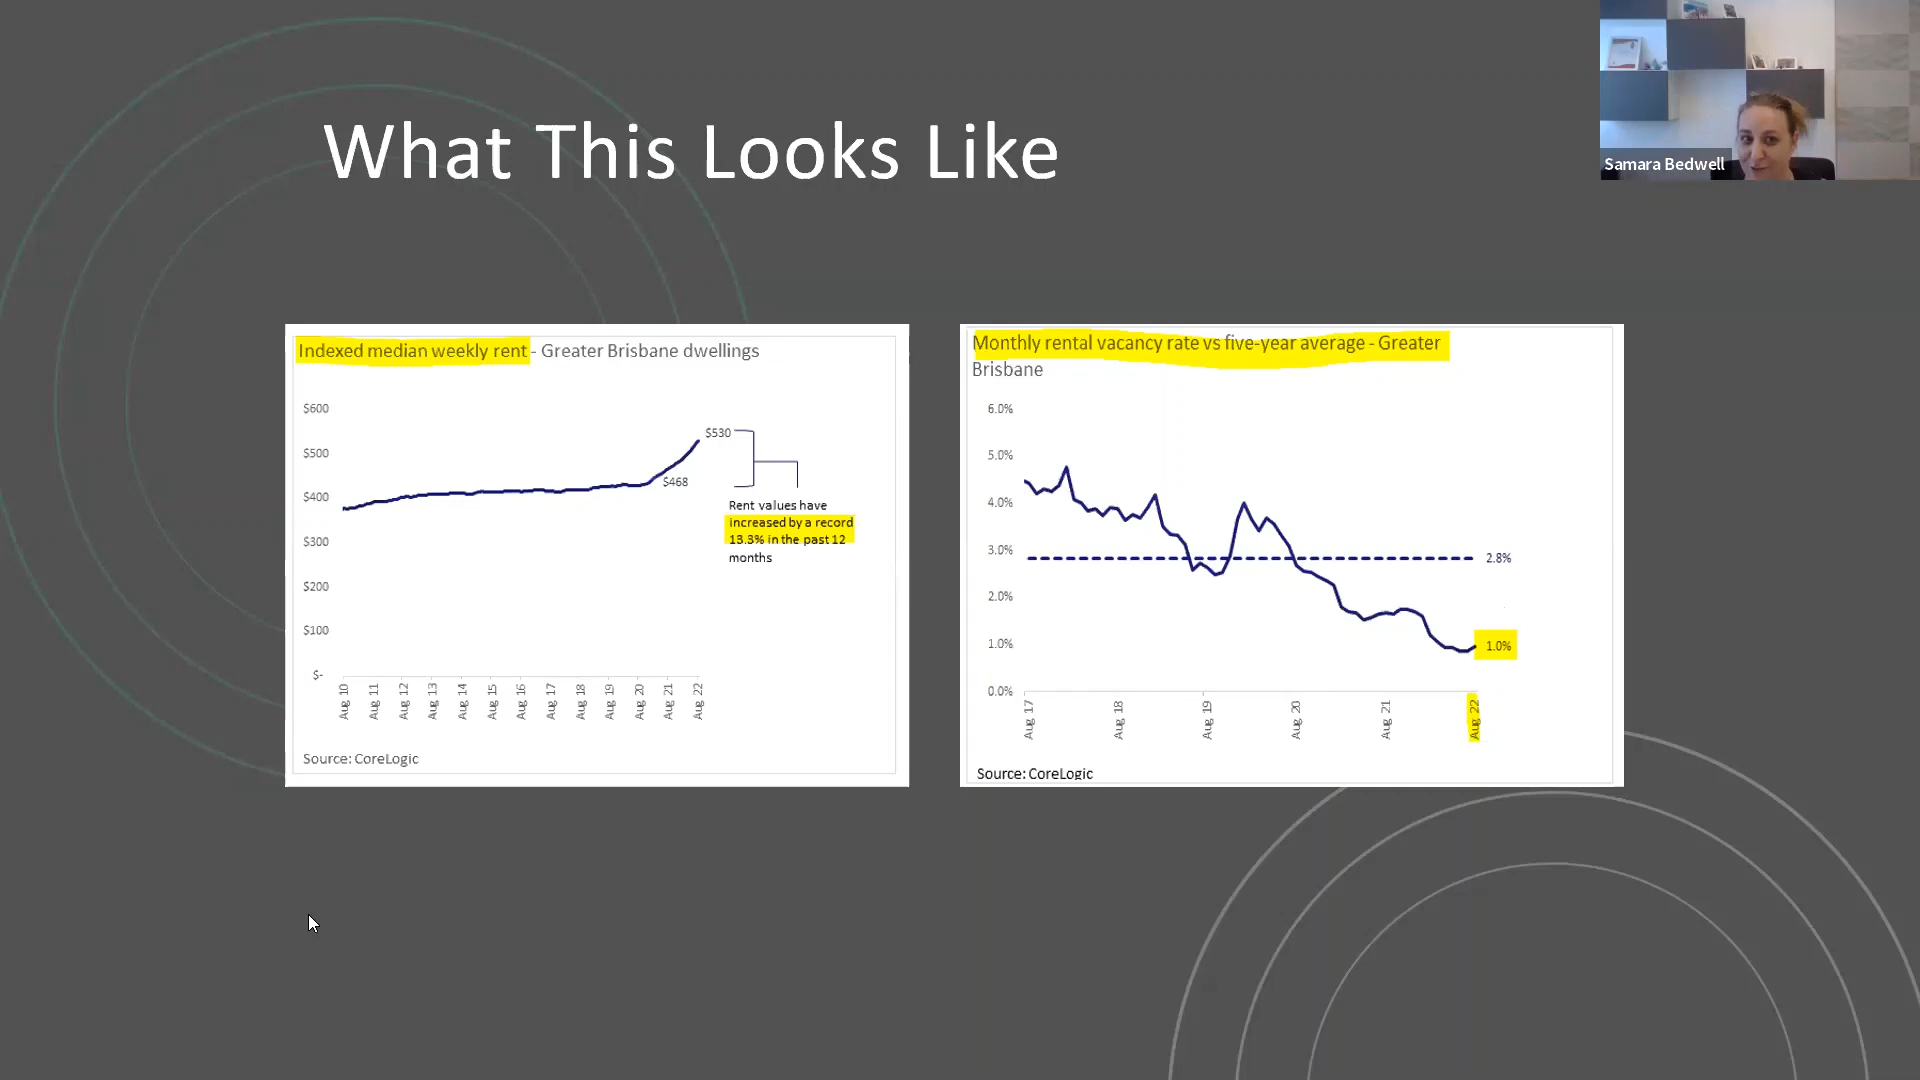 What This Looks Like
Samara Bedwell
Indexed median weekly rent - Greater Brisbane dwellings
$600
$500
$400
$300
$200
$100
$-
$530
$468
Rent values have
increased by a record
13.3% in the past 12
months
Aug 10
Aug 11
Aug 12
Aug 13
Aug 14
Aug 15
Aug 16
Aug 17
Aug 18
Aug 19
Aug 20
Aug 21
Aug 22
Source: CoreLogic
Monthly rental vacancy rate vs five-year average - Greater
Brisbane
6.0%
5.0%
4.0%
3.0%
2.0%
1.0%
0.0%
2.8%
1.0%
Aug 17
Aug 18
Aug 19
Aug 20
Aug 21
Aug 22
Source: CoreLogic